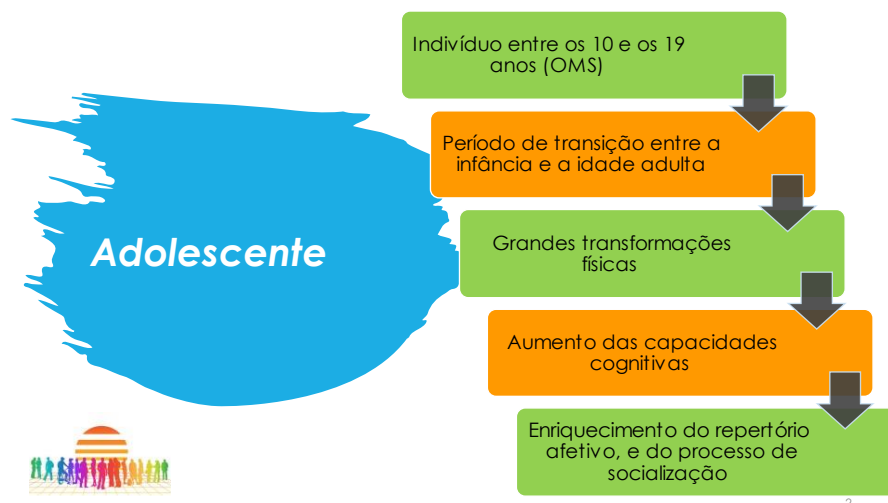 Indivíduo entre os 10 e os 19
anos (OMS)
Período de transição entre a
infância e a idade adulta
Adolescente
Grandes transformações
físicas
Aumento das capacidades
cognitivas
Enriquecimento do repertório
afetivo, e do processo de
socialização